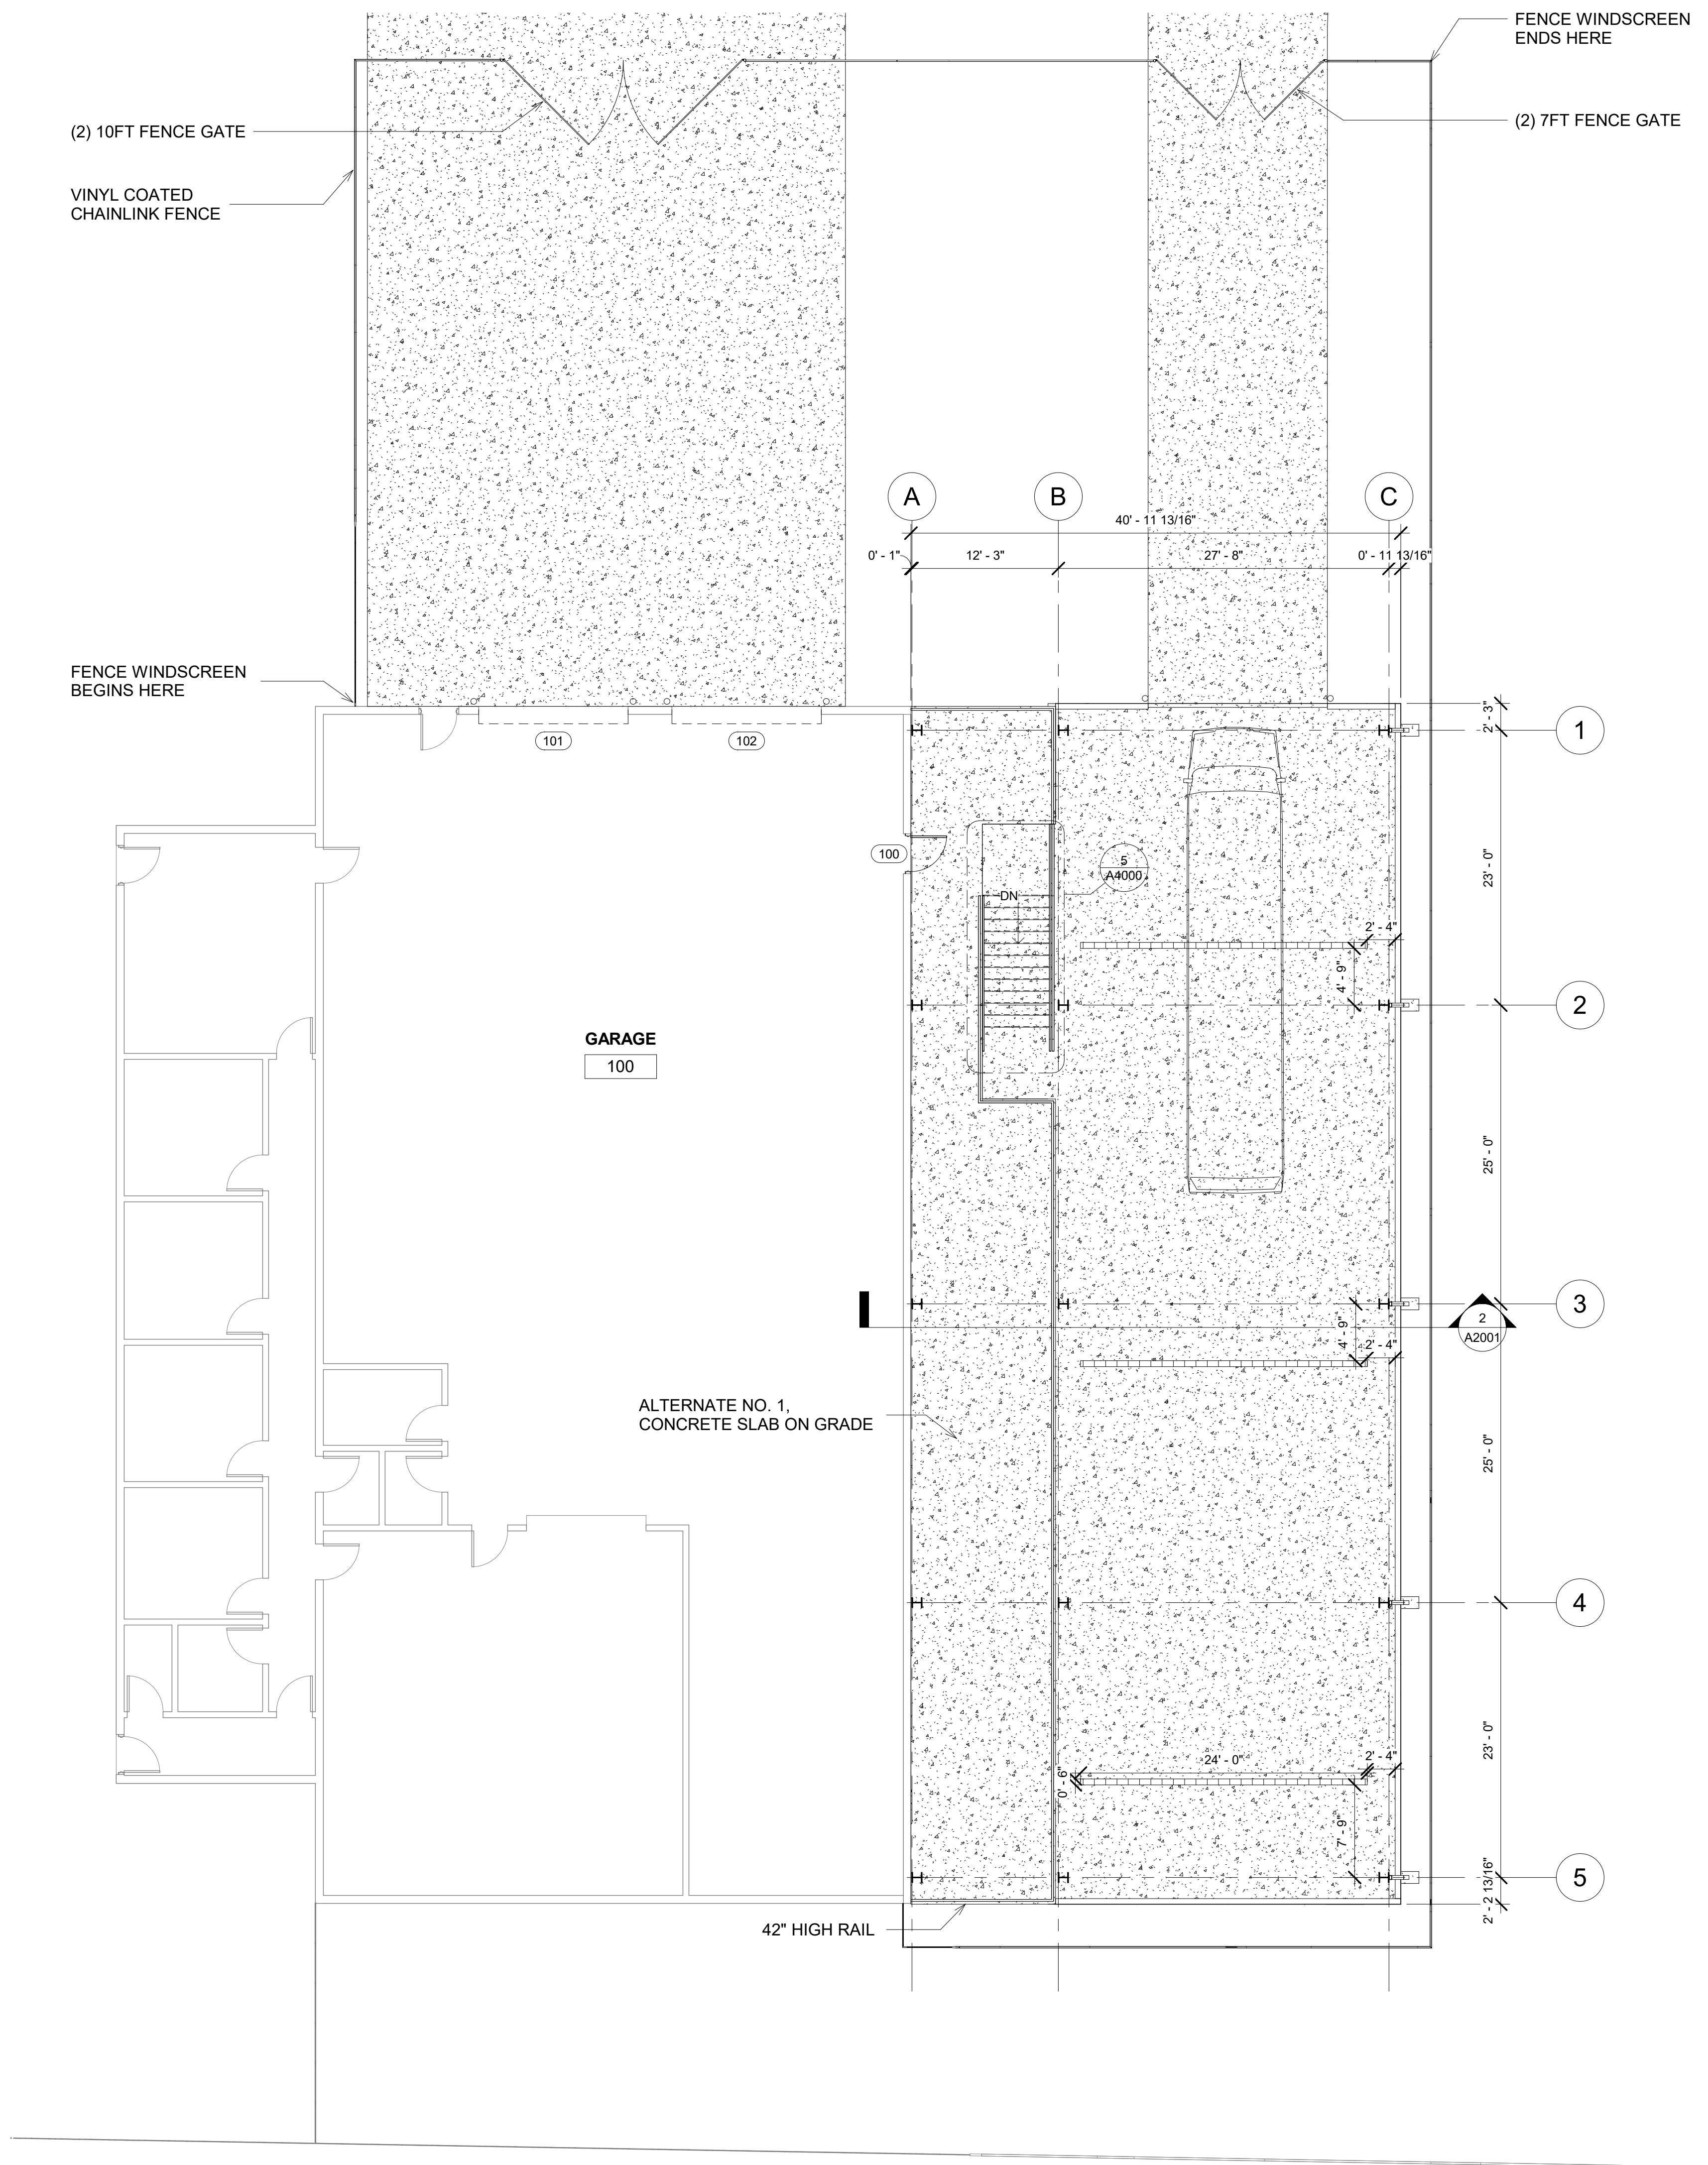 FENCE WINDSCREEN
ENDS HERE
(2) 10FT FENCE GATE
(2) 7FT FENCE GATE
VINYL COATED
CHAINLINK FENCE
A
B
C
40' - 11 13/16"
0' - 1"
12' - 3"
27' - 8"
0' - 11 13/16"
FENCE WINDSCREEN
BEGINS HERE
2' - 3"
1
101
102
100
5
A4000
23' - 0"
DN
2' - 4"
4' - 9"
2
GARAGE
100
25' - 0"
3
2
A2001
4' - 9"
2' - 4"
ALTERNATE NO. 1,
CONCRETE SLAB ON GRADE
25' - 0"
4
23' - 0"
24' - 0"
2' - 4"
0' - 6"
7' - 9"
5
2' - 2 13/16"
42" HIGH RAIL